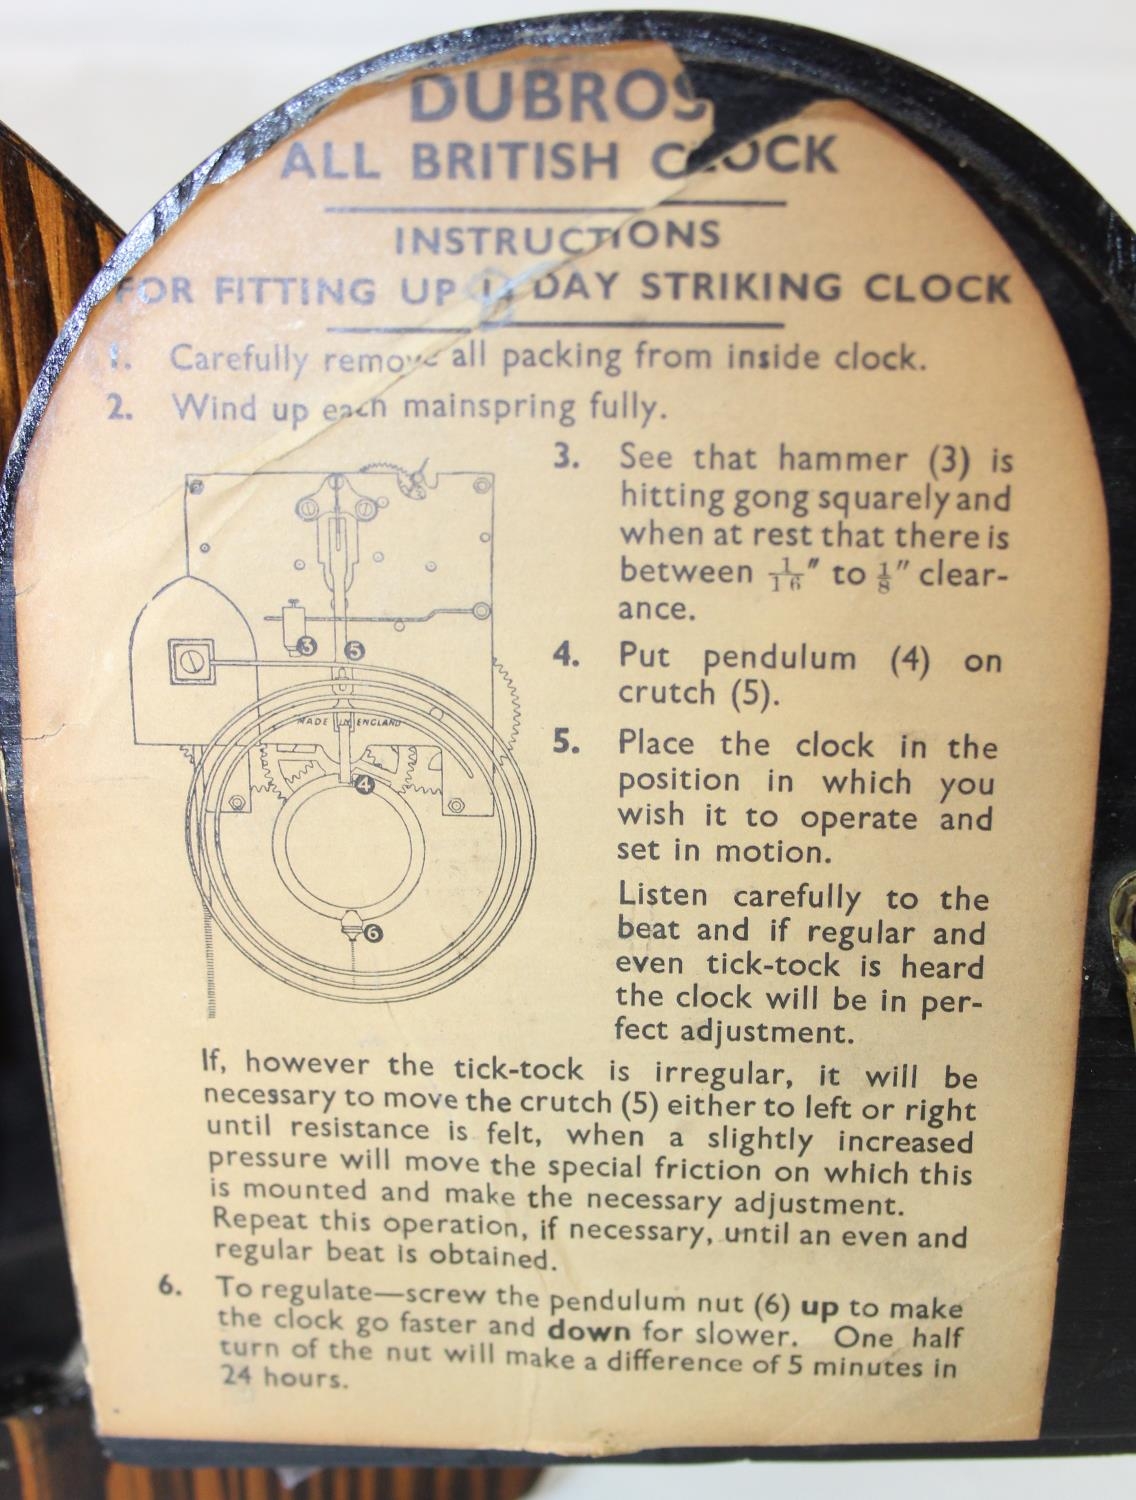 DUBROS
ALL BRITISH CLOCK
INSTRUCTIONS
FOR FITTING UP DAY STRIKING CLOCK
1. Carefully remove all packing from inside clock.
2. Wind up each mainspring fully.
3. See that hammer (3) is
hitting gong squarely and
when at rest that there is
between 1/16" to 1/8" clear-
ance.
4. Put pendulum (4) on
crutch (5).
5. Place the clock in the
position in which you
wish it to operate and
set in motion.
Listen carefully to the
beat and if regular and
even tick-tock is heard
the clock will be in per-
fect adjustment.
3 5
MADE IN ENGLAND
4
6
If, however the tick-tock is irregular, it will be
necessary to move the crutch (5) either to left or right
until resistance is felt, when a slightly increased
pressure will move the special friction on which this
is mounted and make the necessary adjustment.
Repeat this operation, if necessary, until an even and
regular beat is obtained.
6. To regulate—screw the pendulum nut (6) up to make
the clock go faster and down for slower. One half
turn of the nut will make a difference of 5 minutes in
24 hours.